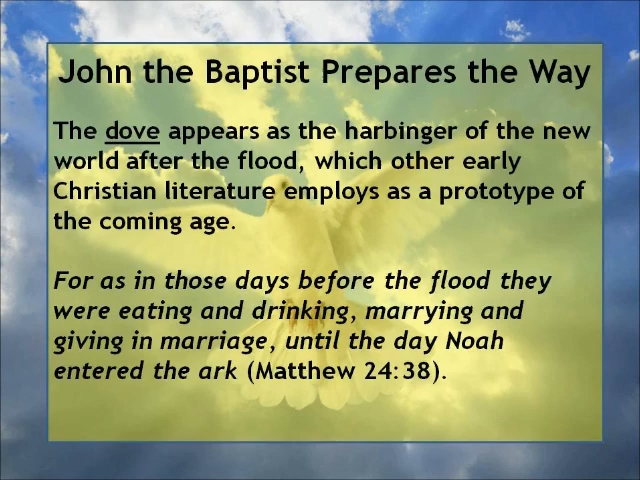 John the Baptist Prepares the Way
The dove appears as the harbinger of the new
world after the flood, which other early
Christian literature employs as a prototype of
the coming age.
For as in those days before the flood they
were eating and drinking, marrying and
giving in marriage, until the day Noah
entered the ark (Matthew 24:38).